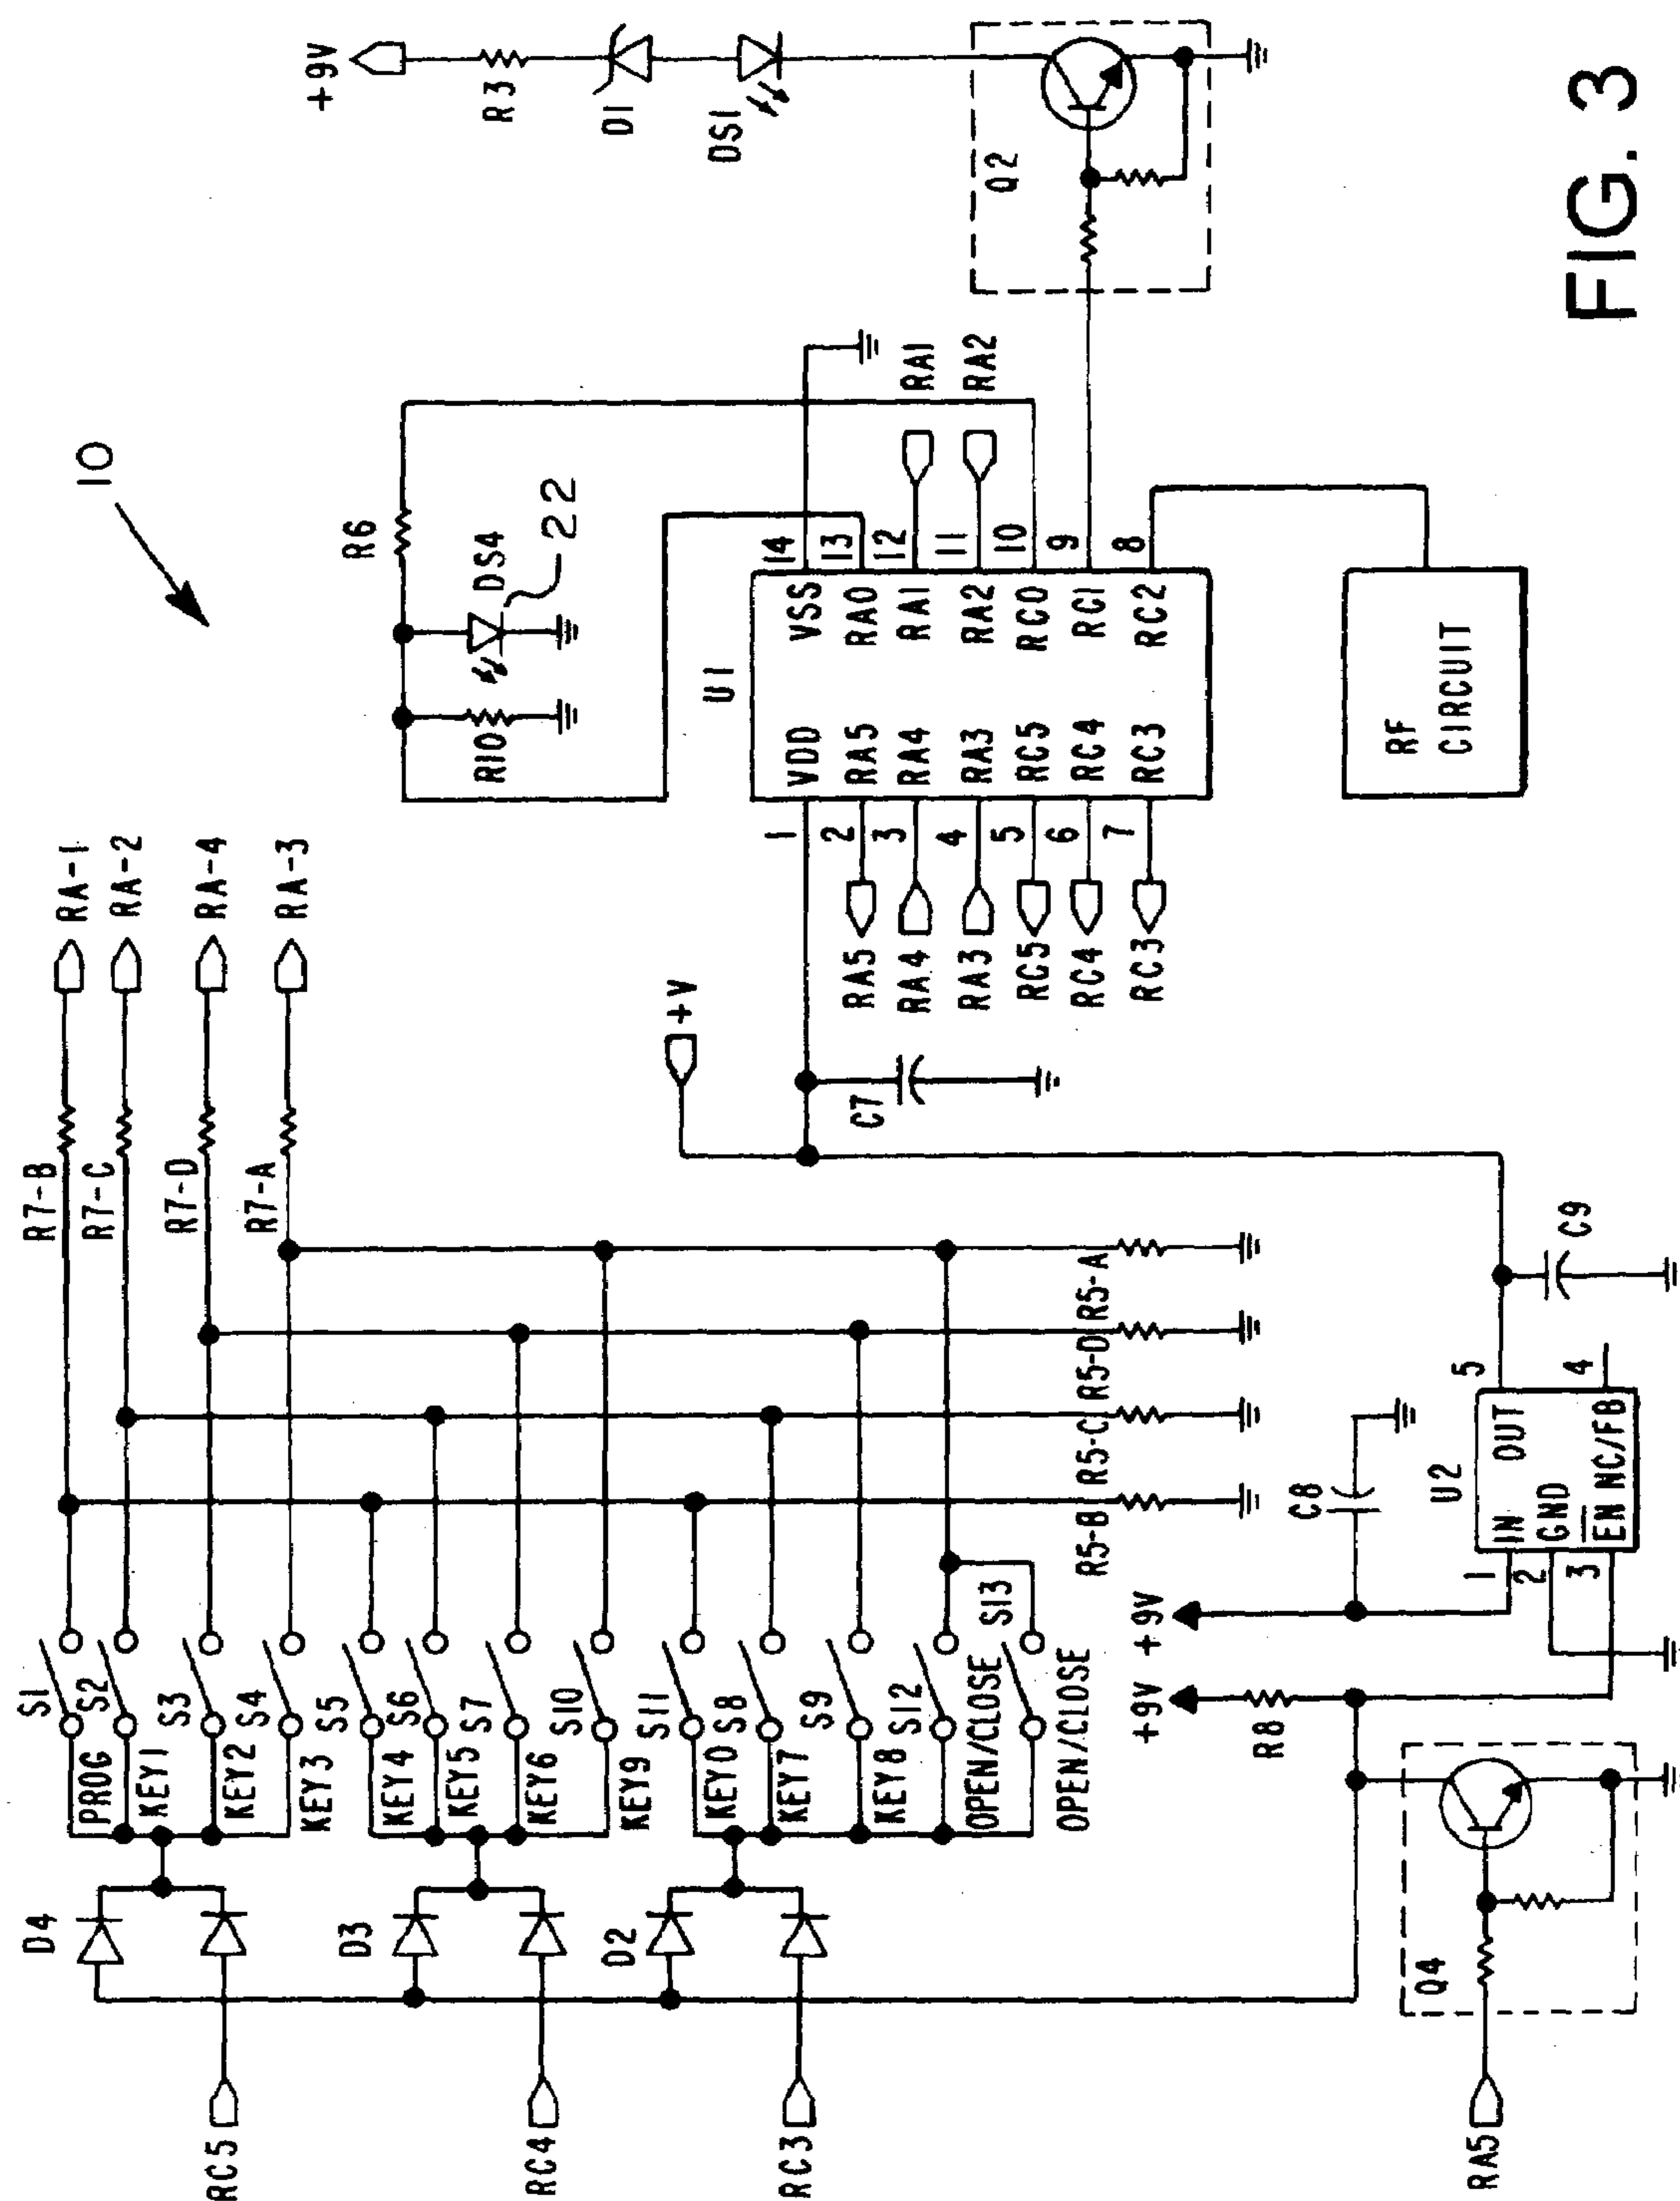 10
FIG. 3
+9V
R3
D1
DS1
Q2
R6
DS4
22
R10
U1
VDD
RA5
RA4
RA3
RC5
RC4
RC3
VSS
RA0
RA1
RA2
RC0
RC1
RC2
1
2
3
4
5
6
7
14
13
12
11
10
9
8
RA1
RA2
RA5
RA4
RA3
RC5
RC4
RC3
RF
CIRCUIT
+V
C7
RA-1
RA-2
RA-4
RA-3
R7-B
R7-C
R7-D
R7-A
R5-B
R5-C
R5-D
R5-A
S1
PROG
S2
KEY1
S3
KEY2
S4
KEY3
S5
KEY4
S6
KEY5
S7
KEY6
S10
KEY9
S11
KEY0
S8
KEY7
S9
KEY8
S12
OPEN/CLOSE
S13
OPEN/CLOSE
D4
D3
D2
RC5
RC4
RC3
+9V
+9V
R8
C8
U2
IN
OUT
GND
EN
NC/FB
1
2
3
5
4
C9
Q4
RA5